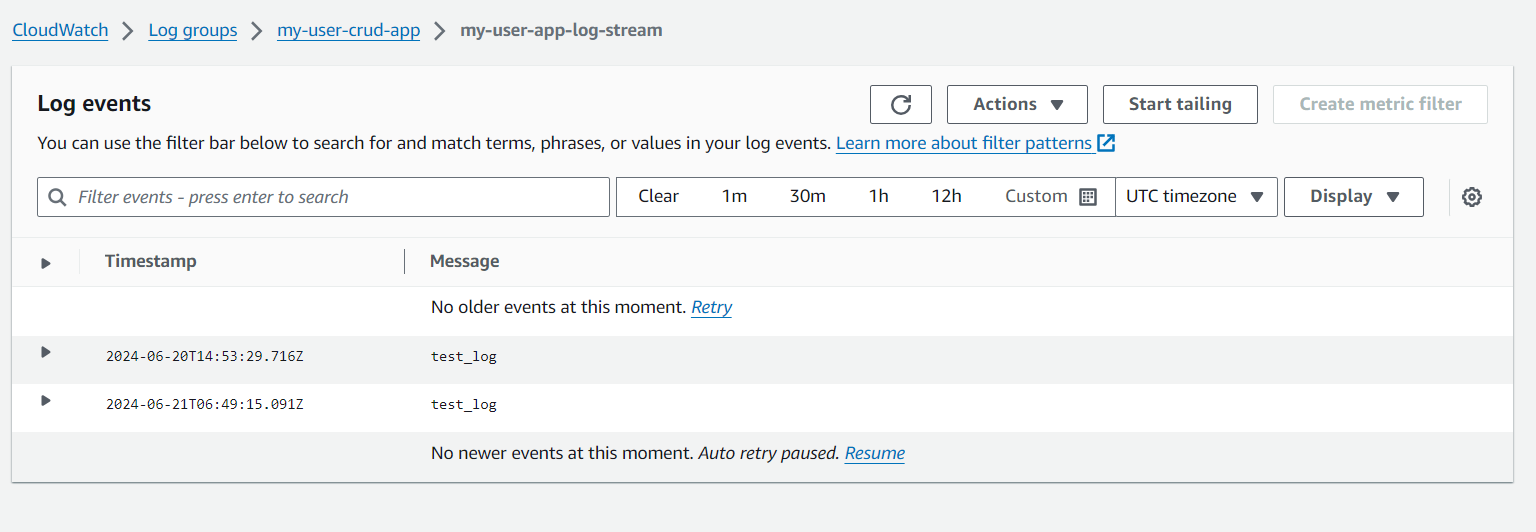 CloudWatch > Log groups > my-user-crud-app > my-user-app-log-stream
Log events
Actions
Start tailing
Create metric filter
You can use the filter bar below to search for and match terms, phrases, or values in your log events. Learn more about filter patterns
Filter events - press enter to search
Clear 1m 30m 1h 12h Custom UTC timezone Display
Timestamp Message
No older events at this moment. Retry
2024-06-20T14:53:29.716Z test_log
2024-06-21T06:49:15.091Z test_log
No newer events at this moment. Auto retry paused. Resume